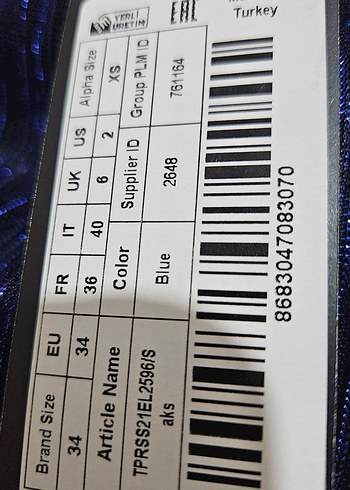 YERLİ
ÜRETİM
Turkey
Brand Size EU FR IT UK US Alpha Size
34 34 36 40 6 2 XS
Article Name Color Supplier ID Group PLM ID
TPRSS21EL2596/S Blue 2648 761164
aks
8683047083070